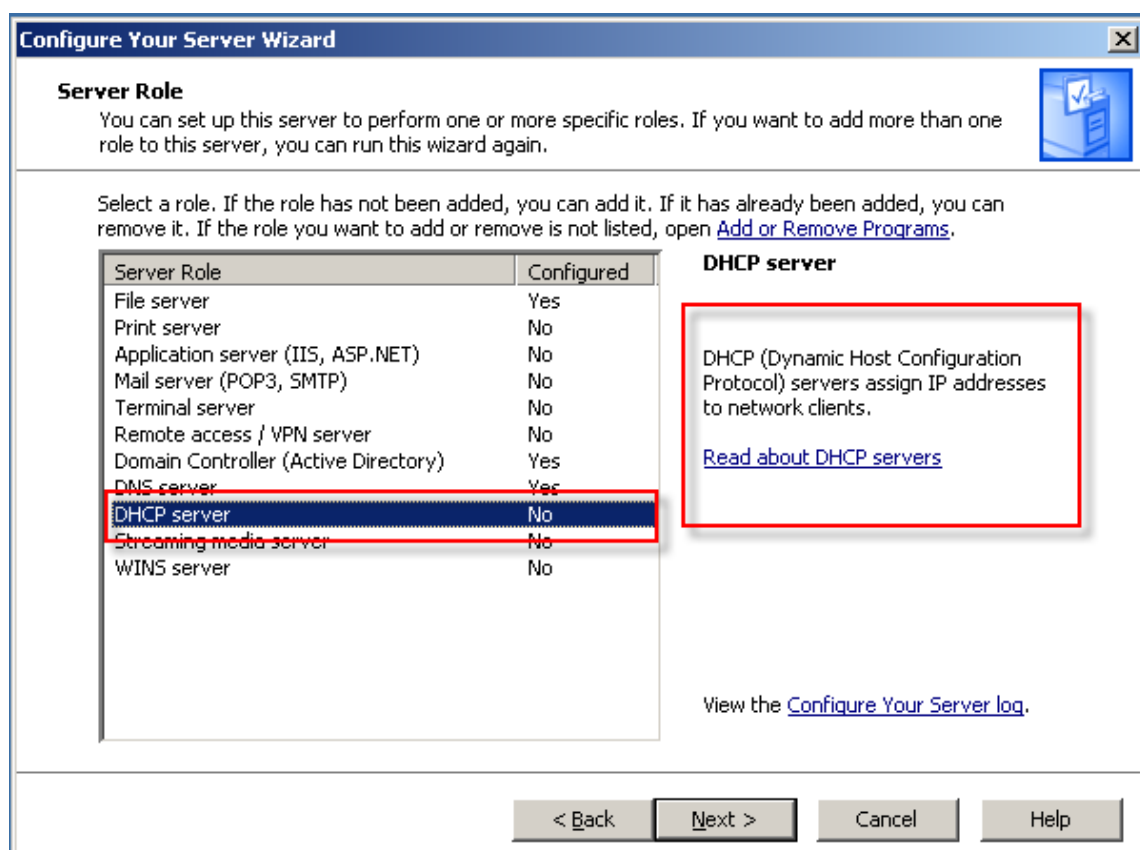 Configure Your Server Wizard
Server Role
You can set up this server to perform one or more specific roles. If you want to add more than one
role to this server, you can run this wizard again.
Select a role. If the role has not been added, you can add it. If it has already been added, you can
remove it. If the role you want to add or remove is not listed, open Add or Remove Programs.
Server Role Configured
File server Yes
Print server No
Application server (IIS, ASP.NET) No
Mail server (POP3, SMTP) No
Terminal server No
Remote access / VPN server No
Domain Controller (Active Directory) Yes
DNS server Yes
DHCP server No
Streaming media server No
WINS server No
DHCP server
DHCP (Dynamic Host Configuration
Protocol) servers assign IP addresses
to network clients.
Read about DHCP servers
View the Configure Your Server log.
< Back Next > Cancel Help